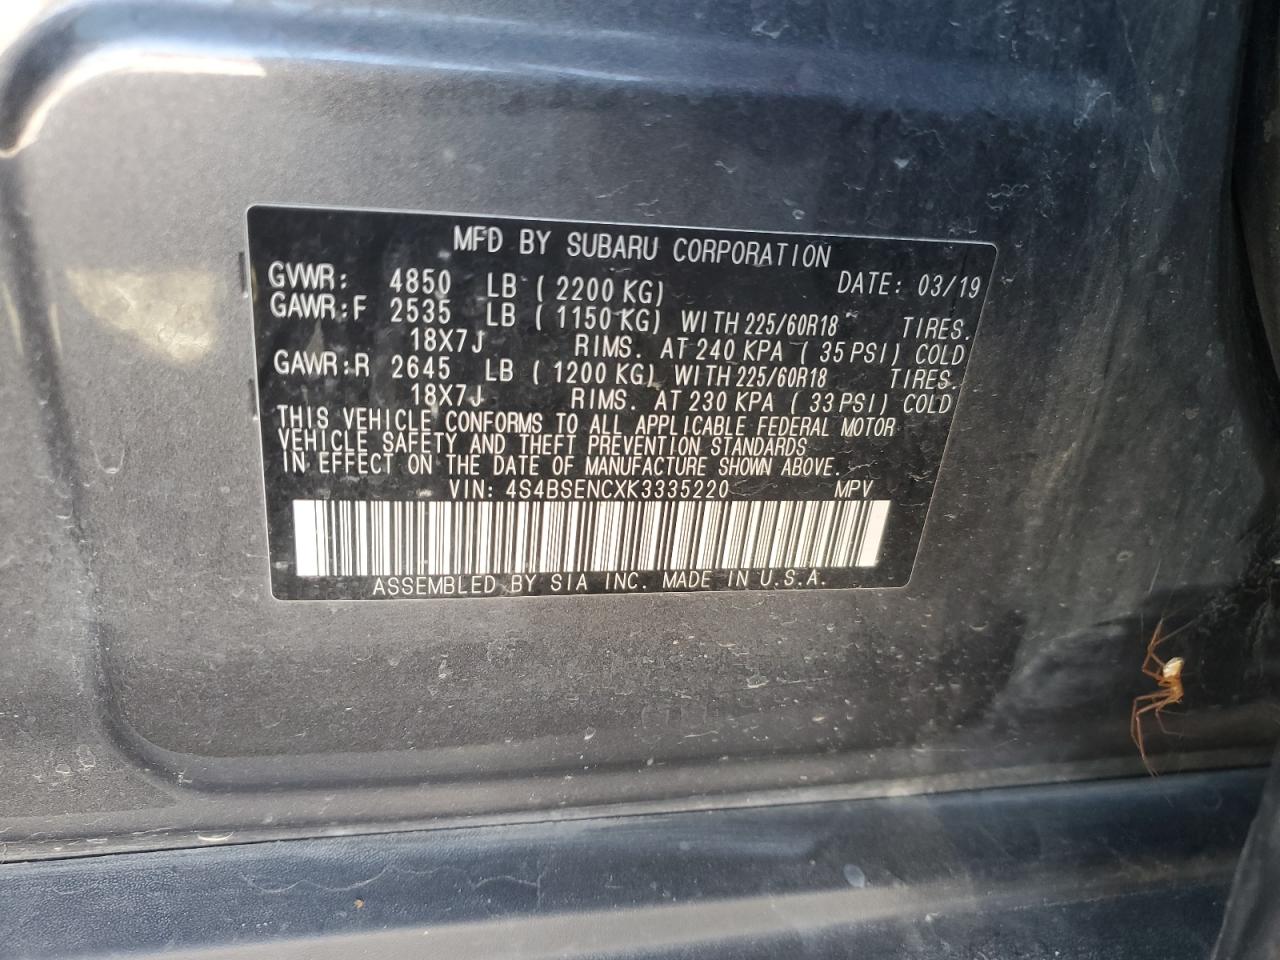 MFD BY SUBARU CORPORATION
GVWR: 4850 LB ( 2200 KG) DATE: 03/19
GAWR:F 2535 LB ( 1150 KG) WITH 225/60R18 TIRES.
18X7J RIMS. AT 240 KPA ( 35 PSI) COLD
GAWR:R 2645 LB ( 1200 KG) WITH 225/60R18 TIRES.
18X7J RIMS. AT 230 KPA ( 33 PSI) COLD
THIS VEHICLE CONFORMS TO ALL APPLICABLE FEDERAL MOTOR
VEHICLE SAFETY AND THEFT PREVENTION STANDARDS
IN EFFECT ON THE DATE OF MANUFACTURE SHOWN ABOVE.
VIN: 4S4BSENCXK3335220 MPV
ASSEMBLED BY SIA INC. MADE IN U.S.A.